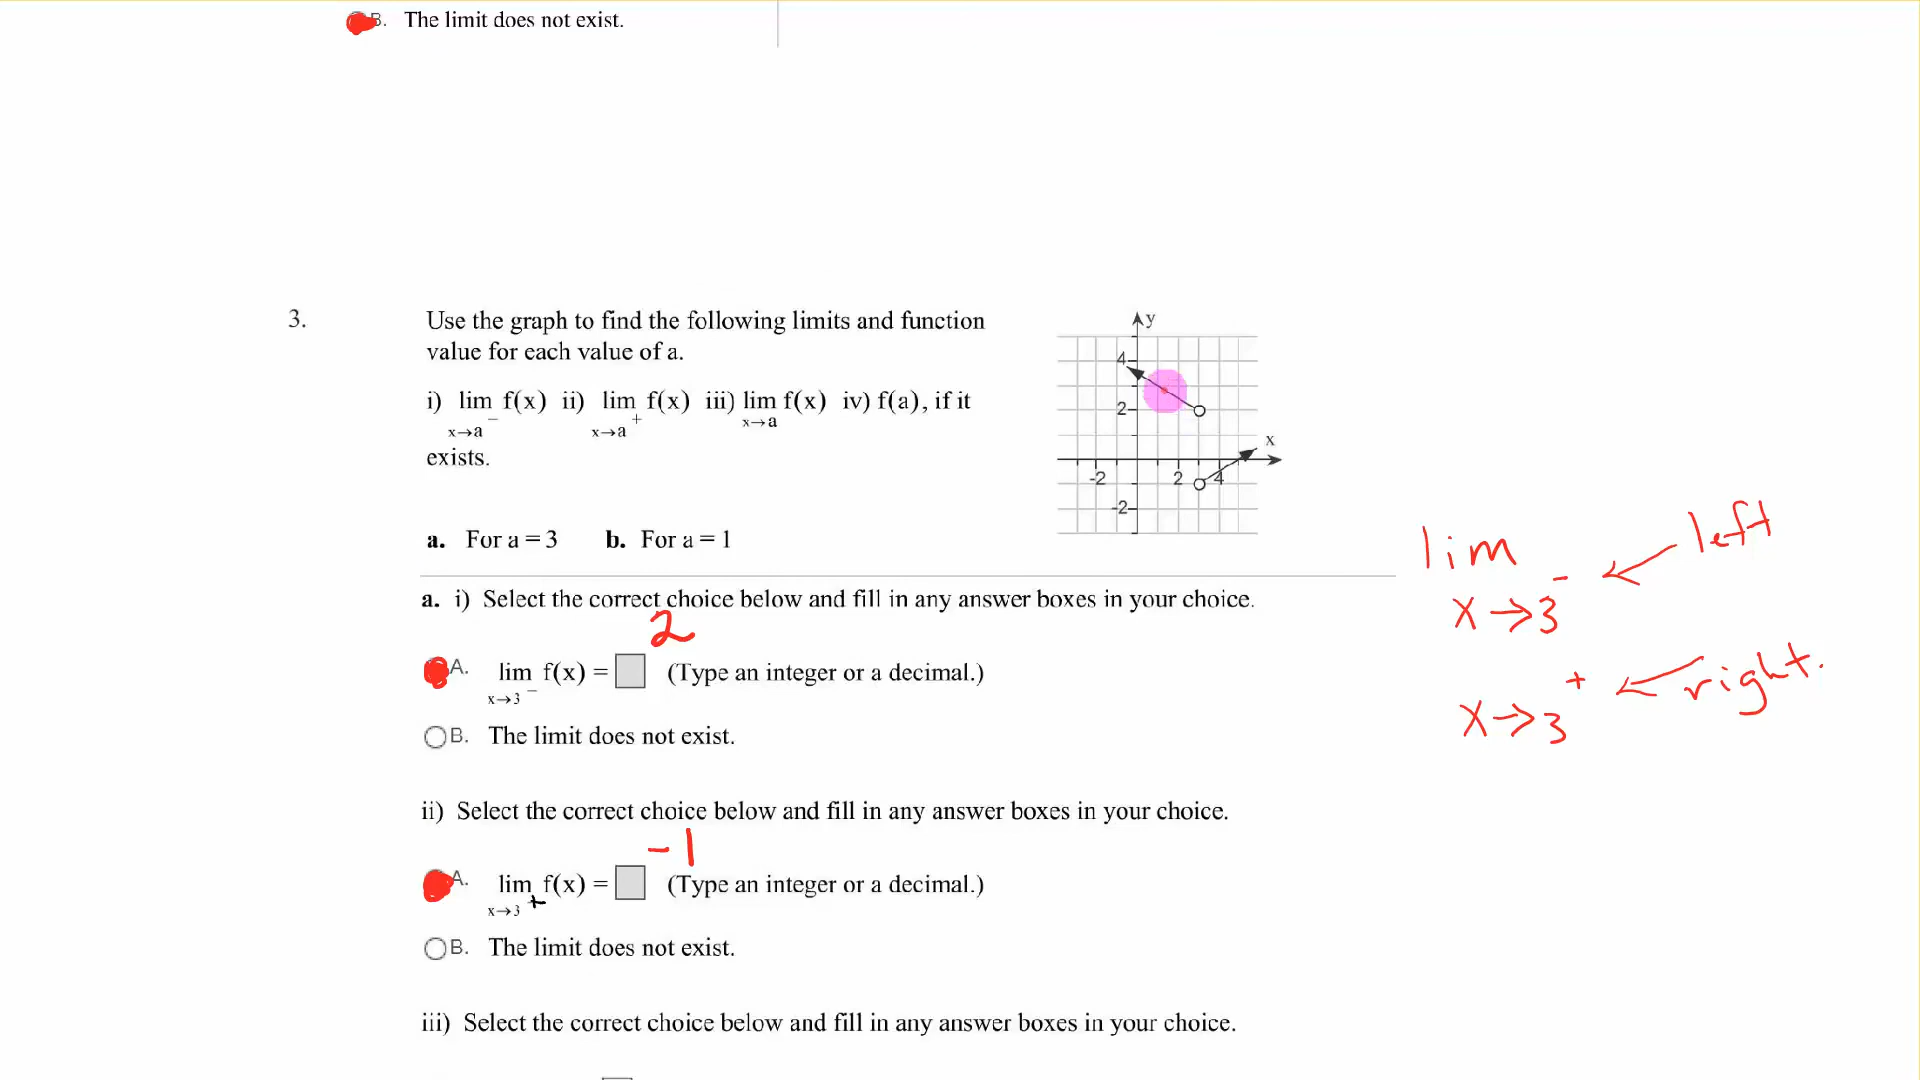 B. The limit does not exist.
3. Use the graph to find the following limits and function
value for each value of a.
i) lim f(x) ii) lim f(x) iii) lim f(x) iv) f(a), if it
x→a⁻ x→a⁺ x→a
exists.
y
4
2
x
-2 2 4
-2
a. For a = 3 b. For a = 1
lim
x→3⁻ ← left
x→3⁺ ← right.
a. i) Select the correct choice below and fill in any answer boxes in your choice.
2
A. lim f(x) = (Type an integer or a decimal.)
x→3⁻
B. The limit does not exist.
ii) Select the correct choice below and fill in any answer boxes in your choice.
-1
A. lim f(x) = (Type an integer or a decimal.)
x→3 +
B. The limit does not exist.
iii) Select the correct choice below and fill in any answer boxes in your choice.